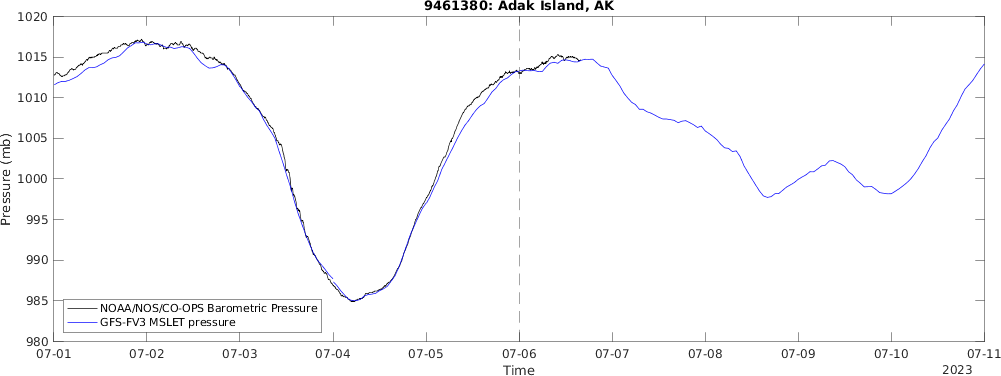 9461380: Adak Island, AK
1020
1015
1010
1005
1000
995
990
985
980
Pressure (mb)
NOAA/NOS/CO-OPS Barometric Pressure
GFS-FV3 MSLET pressure
07-01 07-02 07-03 07-04 07-05 07-06 07-07 07-08 07-09 07-10 07-11
Time
2023